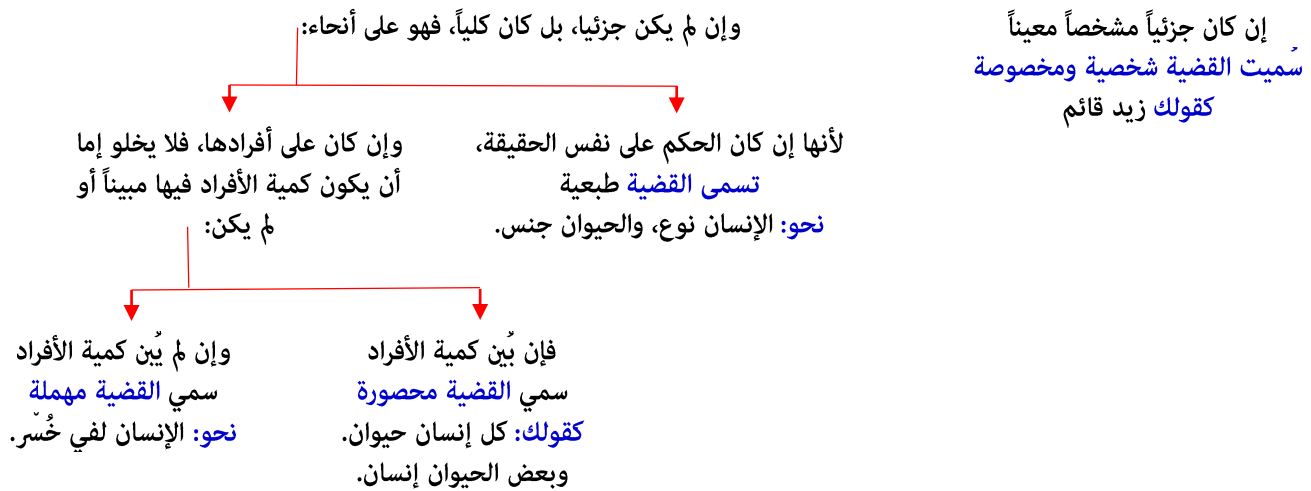 إن كان جزئياً مشخصاً معيناً
سُميت القضية شخصية ومخصوصة
كقولك زيد قائم
وإن لم يكن جزئيا، بل كان كلياً، فهو على أنحاء:
لأنها إن كان الحكم على نفس الحقيقة،
تسمى القضية طبعية
نحو: الإنسان نوع، والحيوان جنس.
وإن كان على أفرادها، فلا يخلو إما
أن يكون كمية الأفراد فيها مبيناً أو
لم يكن:
فإن بُين كمية الأفراد
سمي القضية محصورة
كقولك: كل إنسان حيوان.
وبعض الحيوان إنسان.
وإن لم يُبن كمية الأفراد
سمي القضية مهملة
نحو: الإنسان لفي خُسْر.